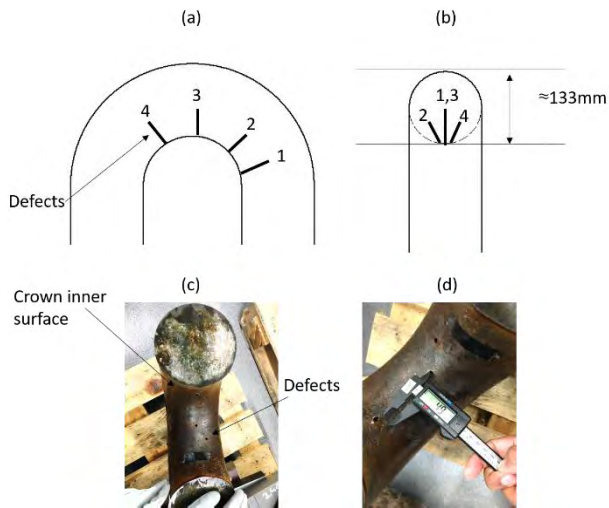 (a)
(b)
4
3
2
1
Defects
1,3
2
4
≈133mm
(c)
(d)
Crown inner
surface
Defects